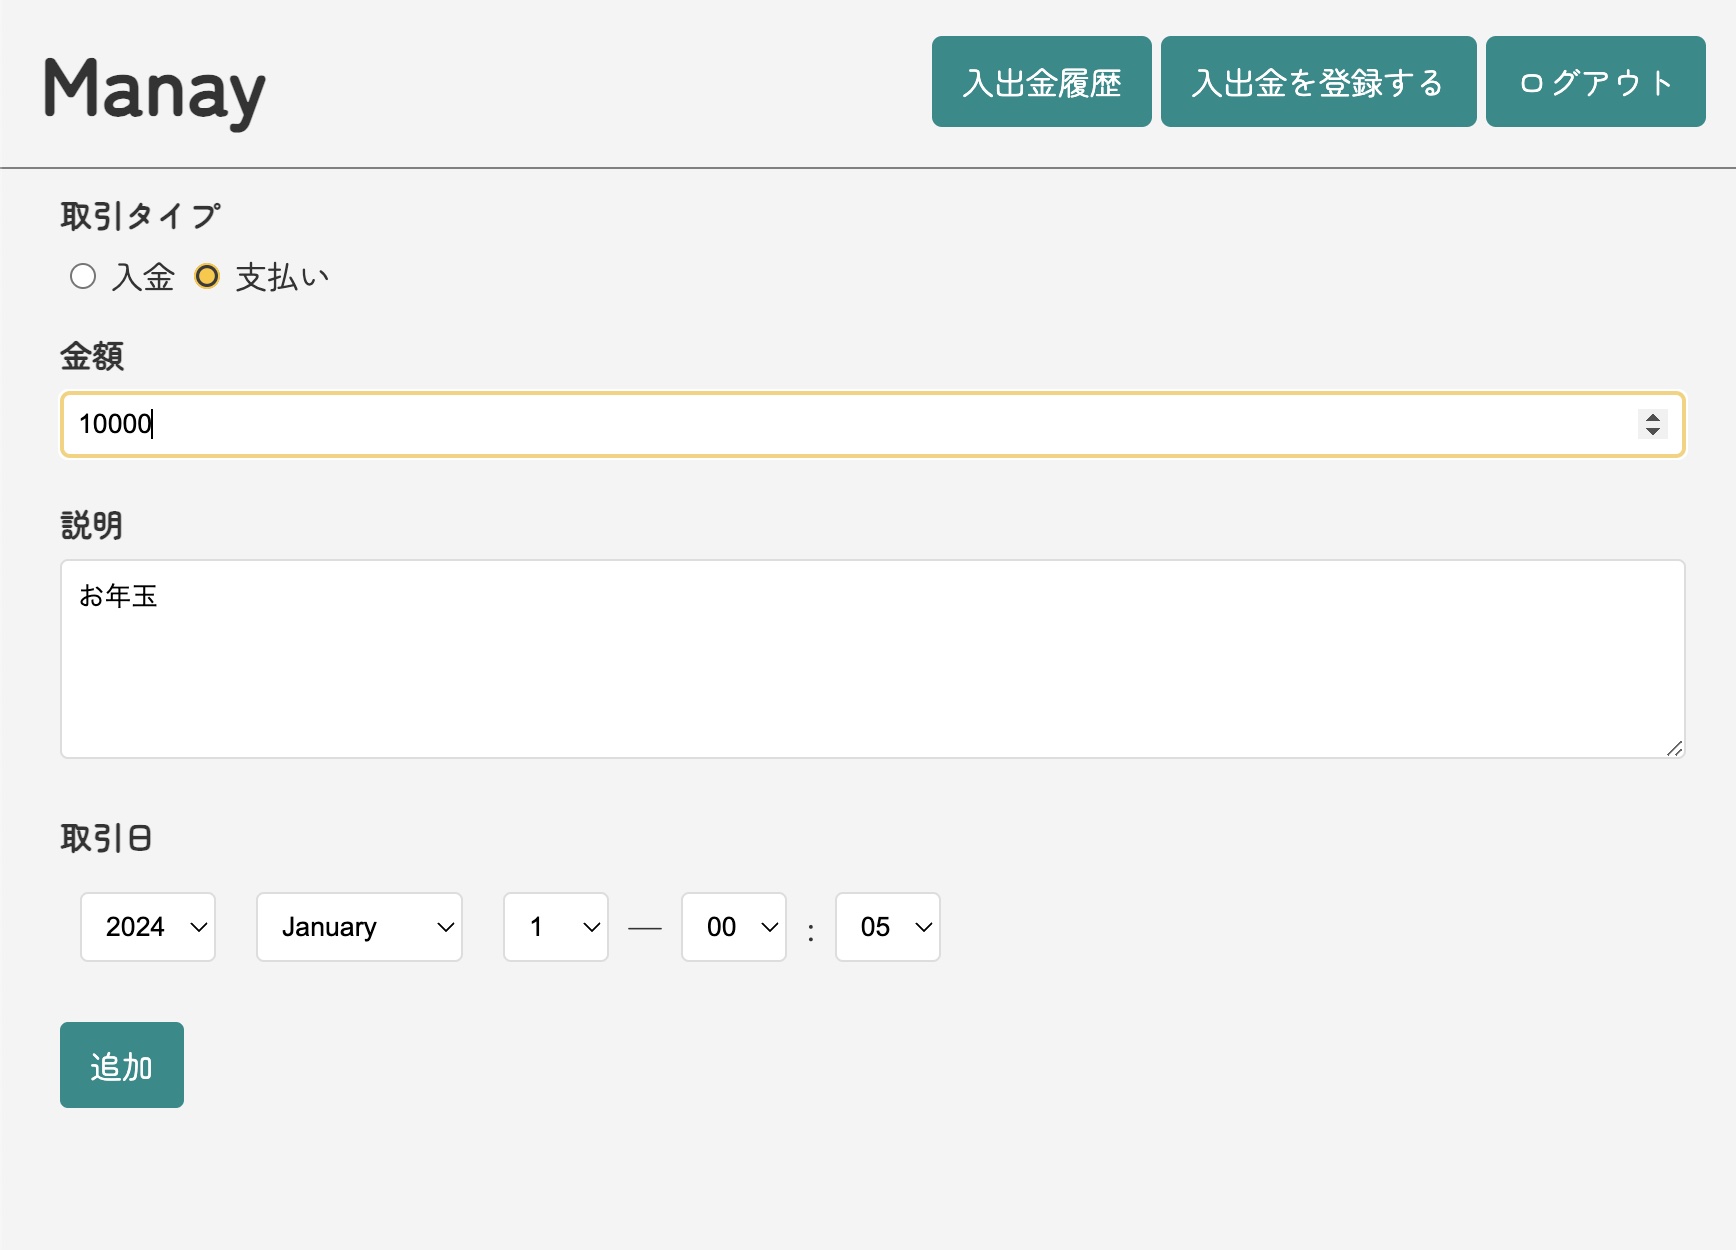 Manay
入出金履歴 入出金を登録する ログアウト
取引タイプ
入金 支払い
金額
10000
説明
お年玉
取引日
2024 January 1 — 00 : 05
追加